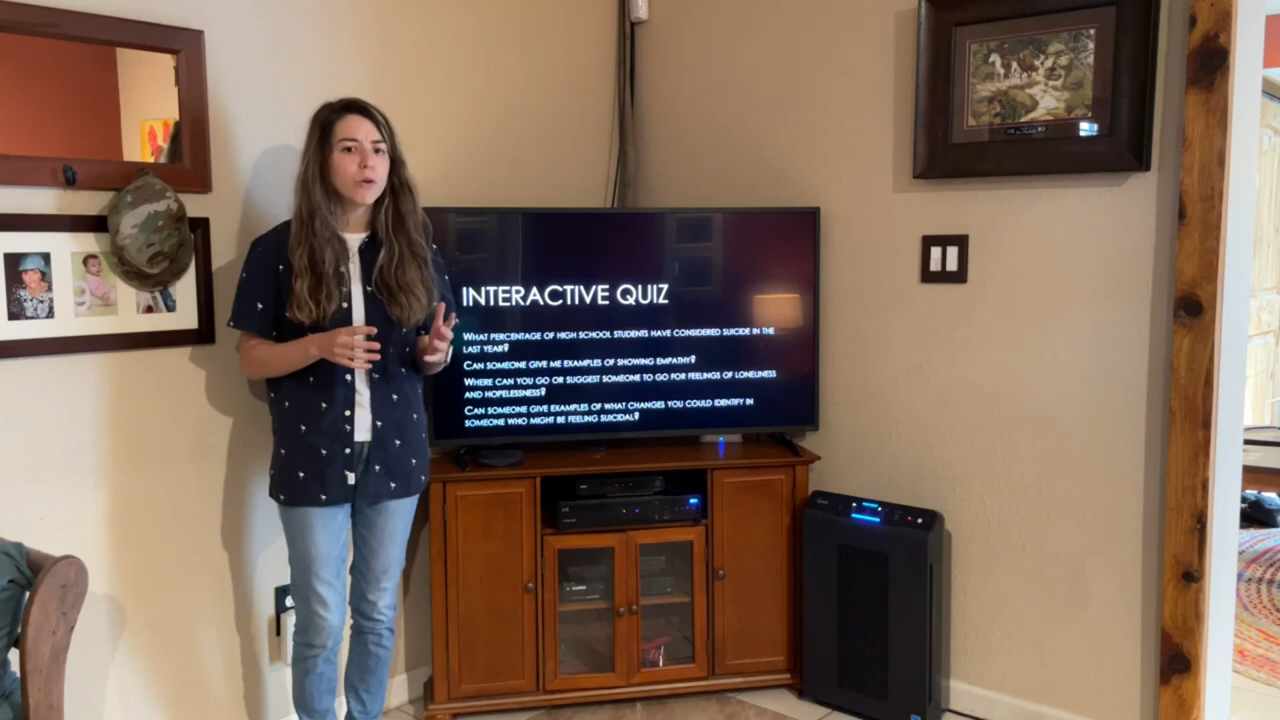 INTERACTIVE QUIZ
WHAT PERCENTAGE OF HIGH SCHOOL STUDENTS HAVE CONSIDERED SUICIDE IN THE
LAST YEAR?
CAN SOMEONE GIVE ME EXAMPLES OF SHOWING EMPATHY?
WHERE CAN YOU GO OR SUGGEST SOMEONE TO GO FOR FEELINGS OF LONELINESS
AND HOPELESSNESS?
CAN SOMEONE GIVE EXAMPLES OF WHAT CHANGES YOU COULD IDENTIFY IN
SOMEONE WHO MIGHT BE FEELING SUICIDAL?